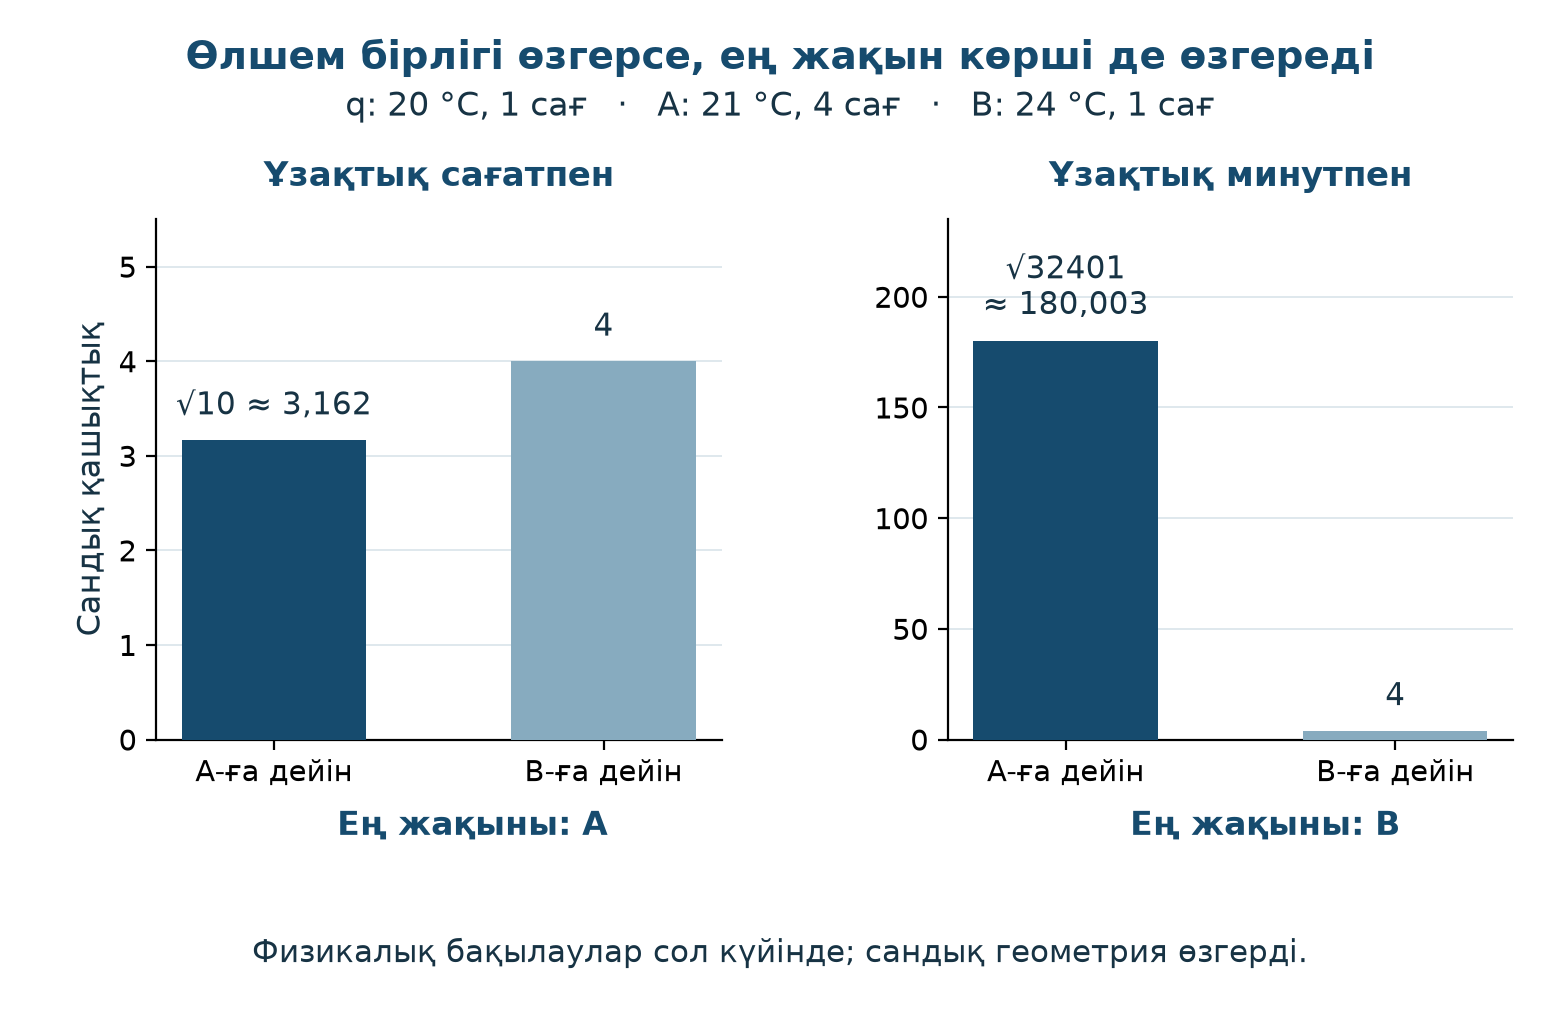 Өлшем бірлігі өзгерсе, ең жақын көрші де өзгереді
q: 20 °C, 1 сағ · A: 21 °C, 4 сағ · B: 24 °C, 1 сағ
Ұзақтық сағатпен
Сандық қашықтық
5
4
3
2
1
0
√10 ≈ 3,162
4
A-ға дейін
B-ға дейін
Ең жақыны: A
Ұзақтық минутпен
200
150
100
50
0
√32401
≈ 180,003
4
A-ға дейін
B-ға дейін
Ең жақыны: B
Физикалық бақылаулар сол күйінде; сандық геометрия өзгерді.